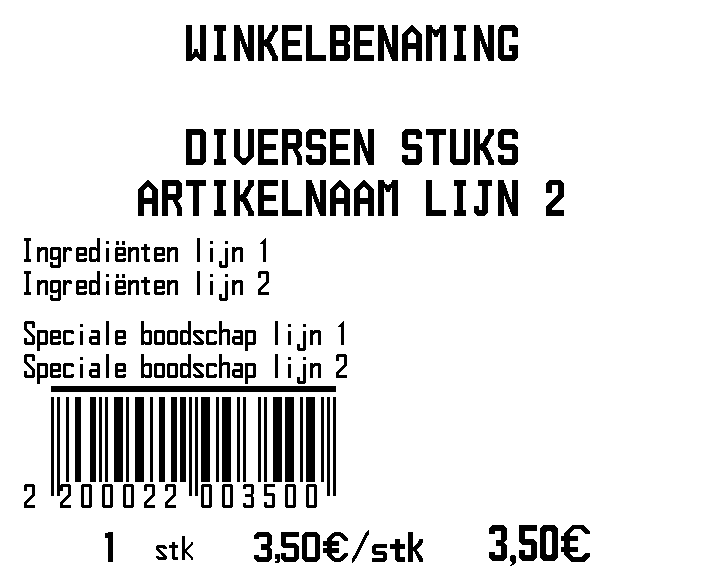 WINKELBENAMING
DIVERSEN STUKS
ARTIKELNAAM LIJN 2
Ingrediënten lijn 1
Ingrediënten lijn 2
Speciale boodschap lijn 1
Speciale boodschap lijn 2
2 200022 003500
1 stk 3,50€/stk 3,50€